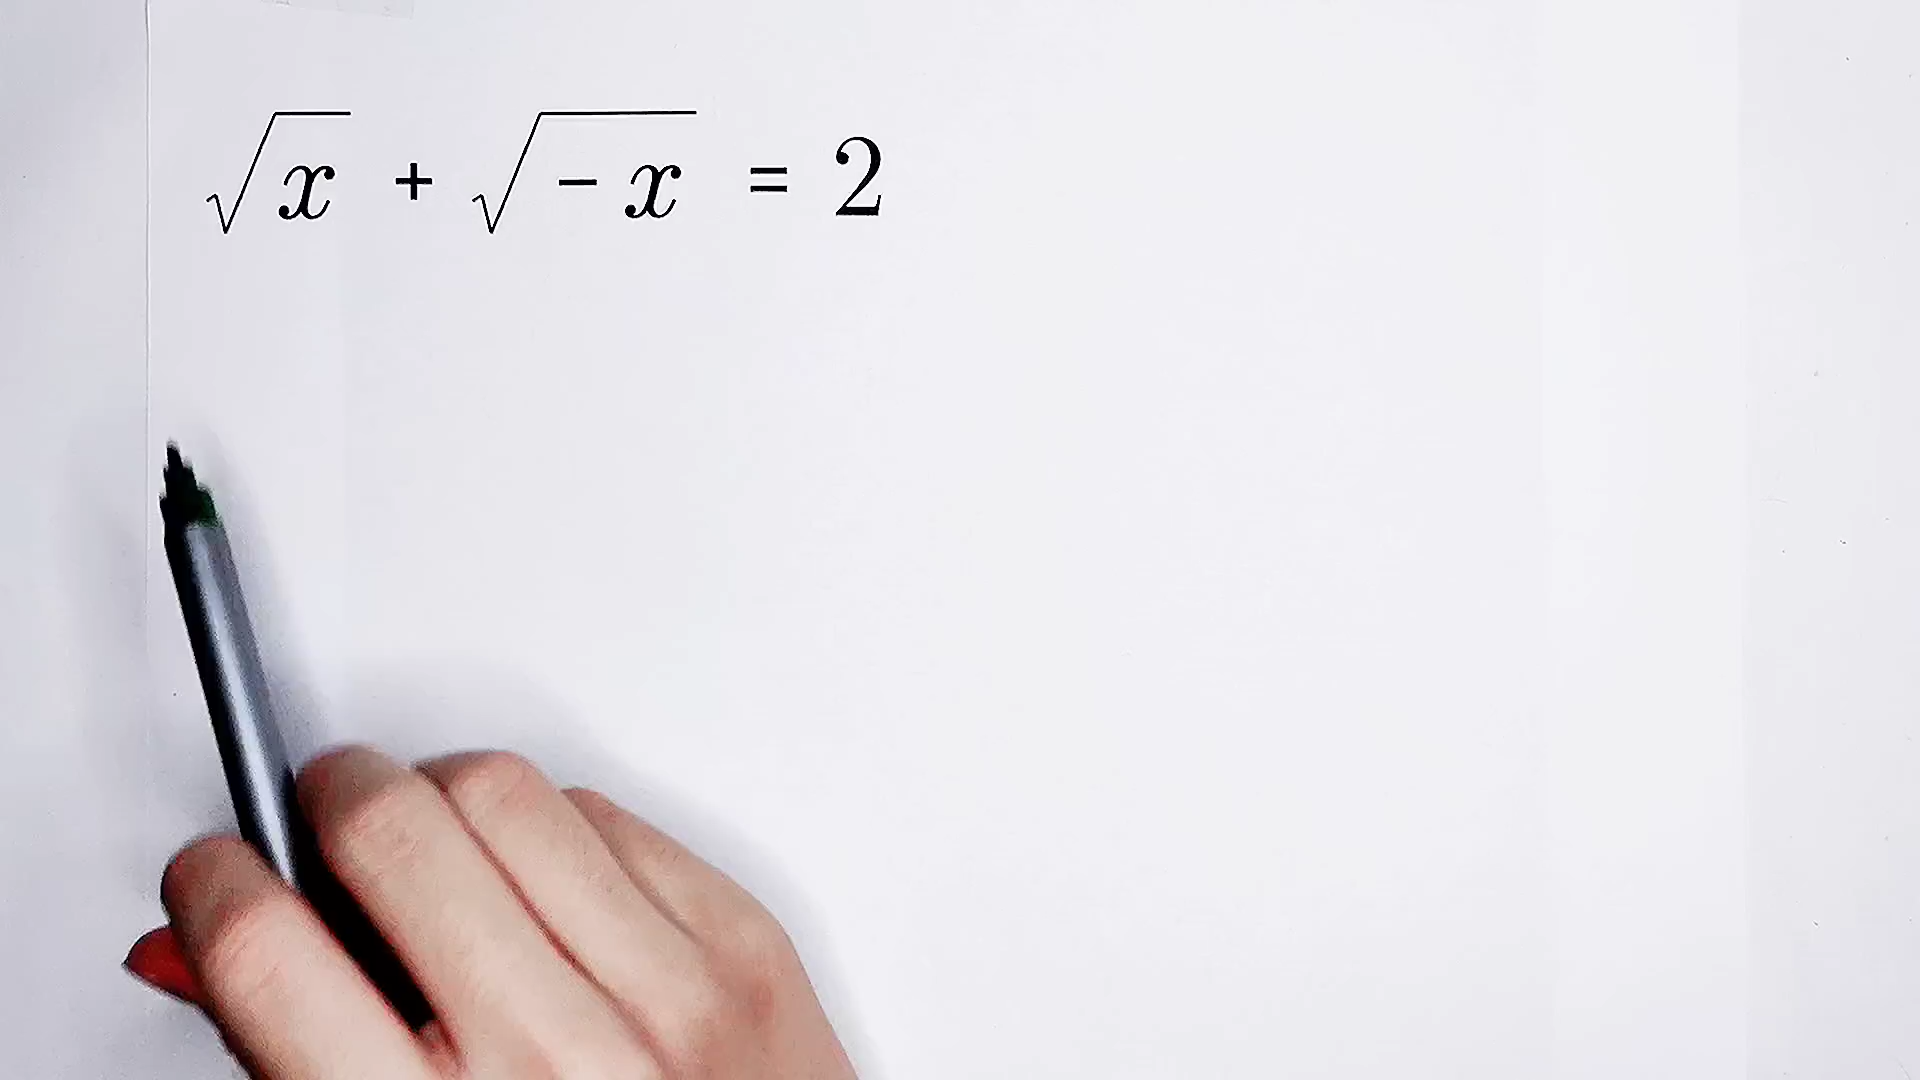 √x + √-x = 2